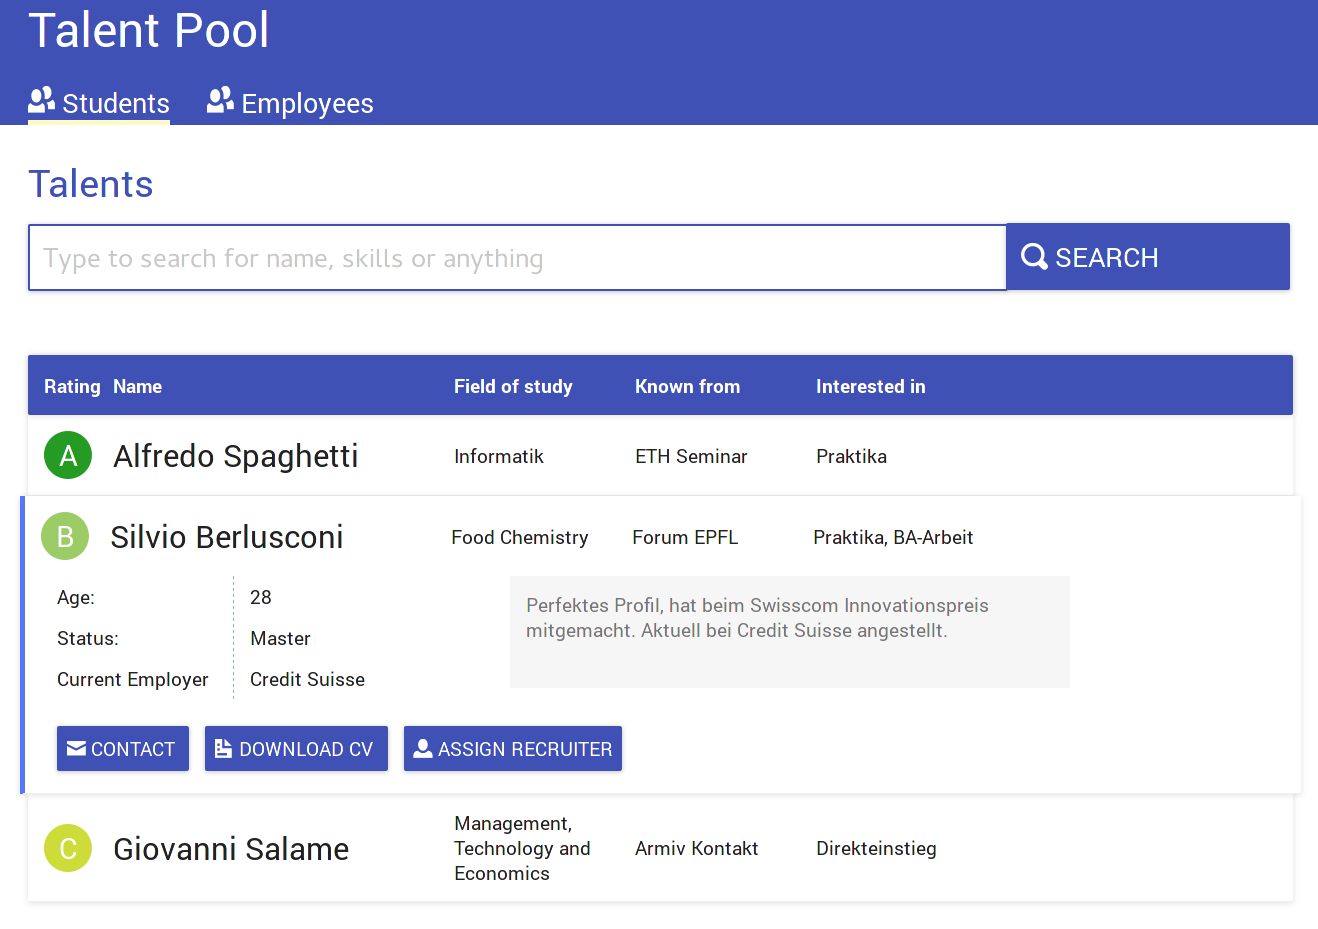 Talent Pool
Students Employees
Talents
Type to search for name, skills or anything SEARCH
Rating Name Field of study Known from Interested in
A Alfredo Spaghetti Informatik ETH Seminar Praktika
B Silvio Berlusconi Food Chemistry Forum EPFL Praktika, BA-Arbeit
Age: 28
Status: Master
Current Employer Credit Suisse
Perfektes Profil, hat beim Swisscom Innovationspreis
mitgemacht. Aktuell bei Credit Suisse angestellt.
CONTACT DOWNLOAD CV ASSIGN RECRUITER
C Giovanni Salame
Management,
Technology and
Economics
Armiv Kontakt Direkteinstieg